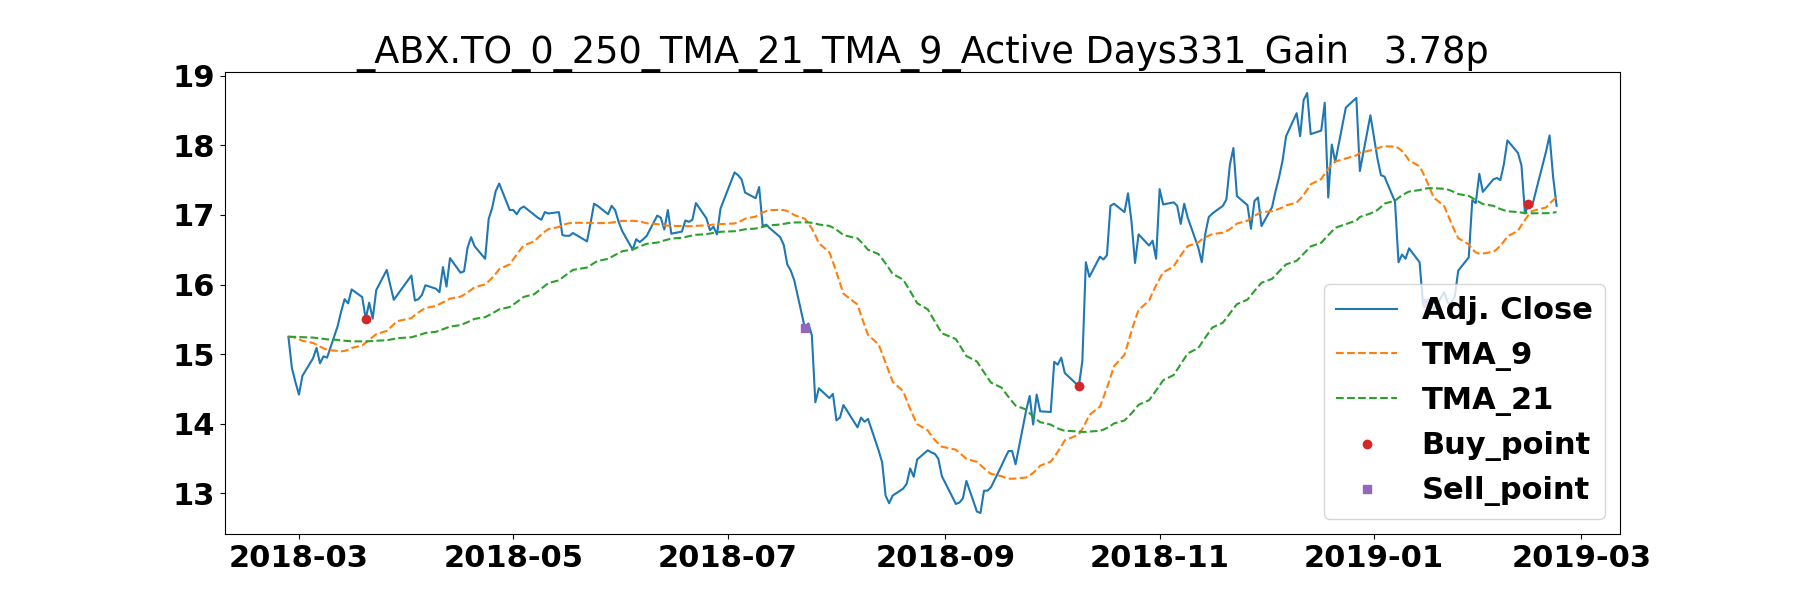 _ABX.TO_0_250_TMA_21_TMA_9_Active Days331_Gain   3.78p
19
18
17
16
15
14
13
Adj. Close
TMA_9
TMA_21
Buy_point
Sell_point
2018-03 2018-05 2018-07 2018-09 2018-11 2019-01 2019-03